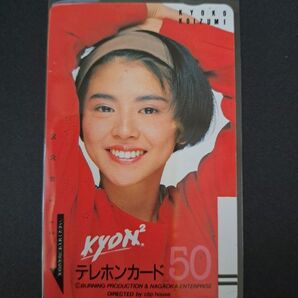 KYOKO
KOIZUMI
KYON²
テレホンカード 50
©BURNING PRODUCTION & NAGAOKA ENTERPRISE
DIRECTED by clip house